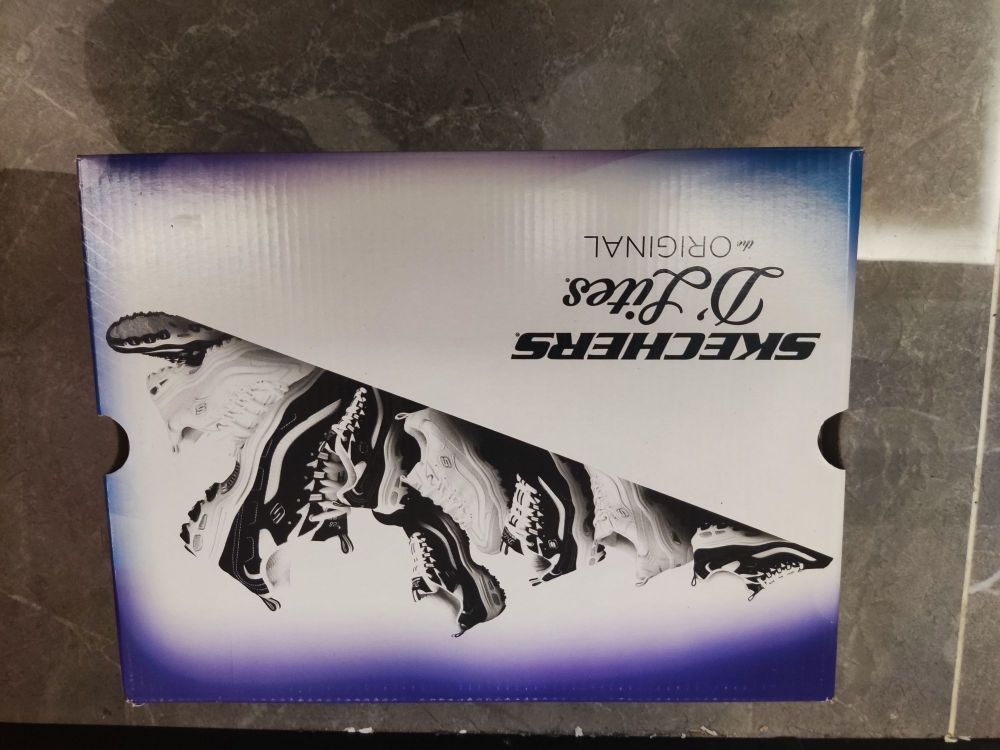 SKECHERS
D'Lites.
the ORIGINAL